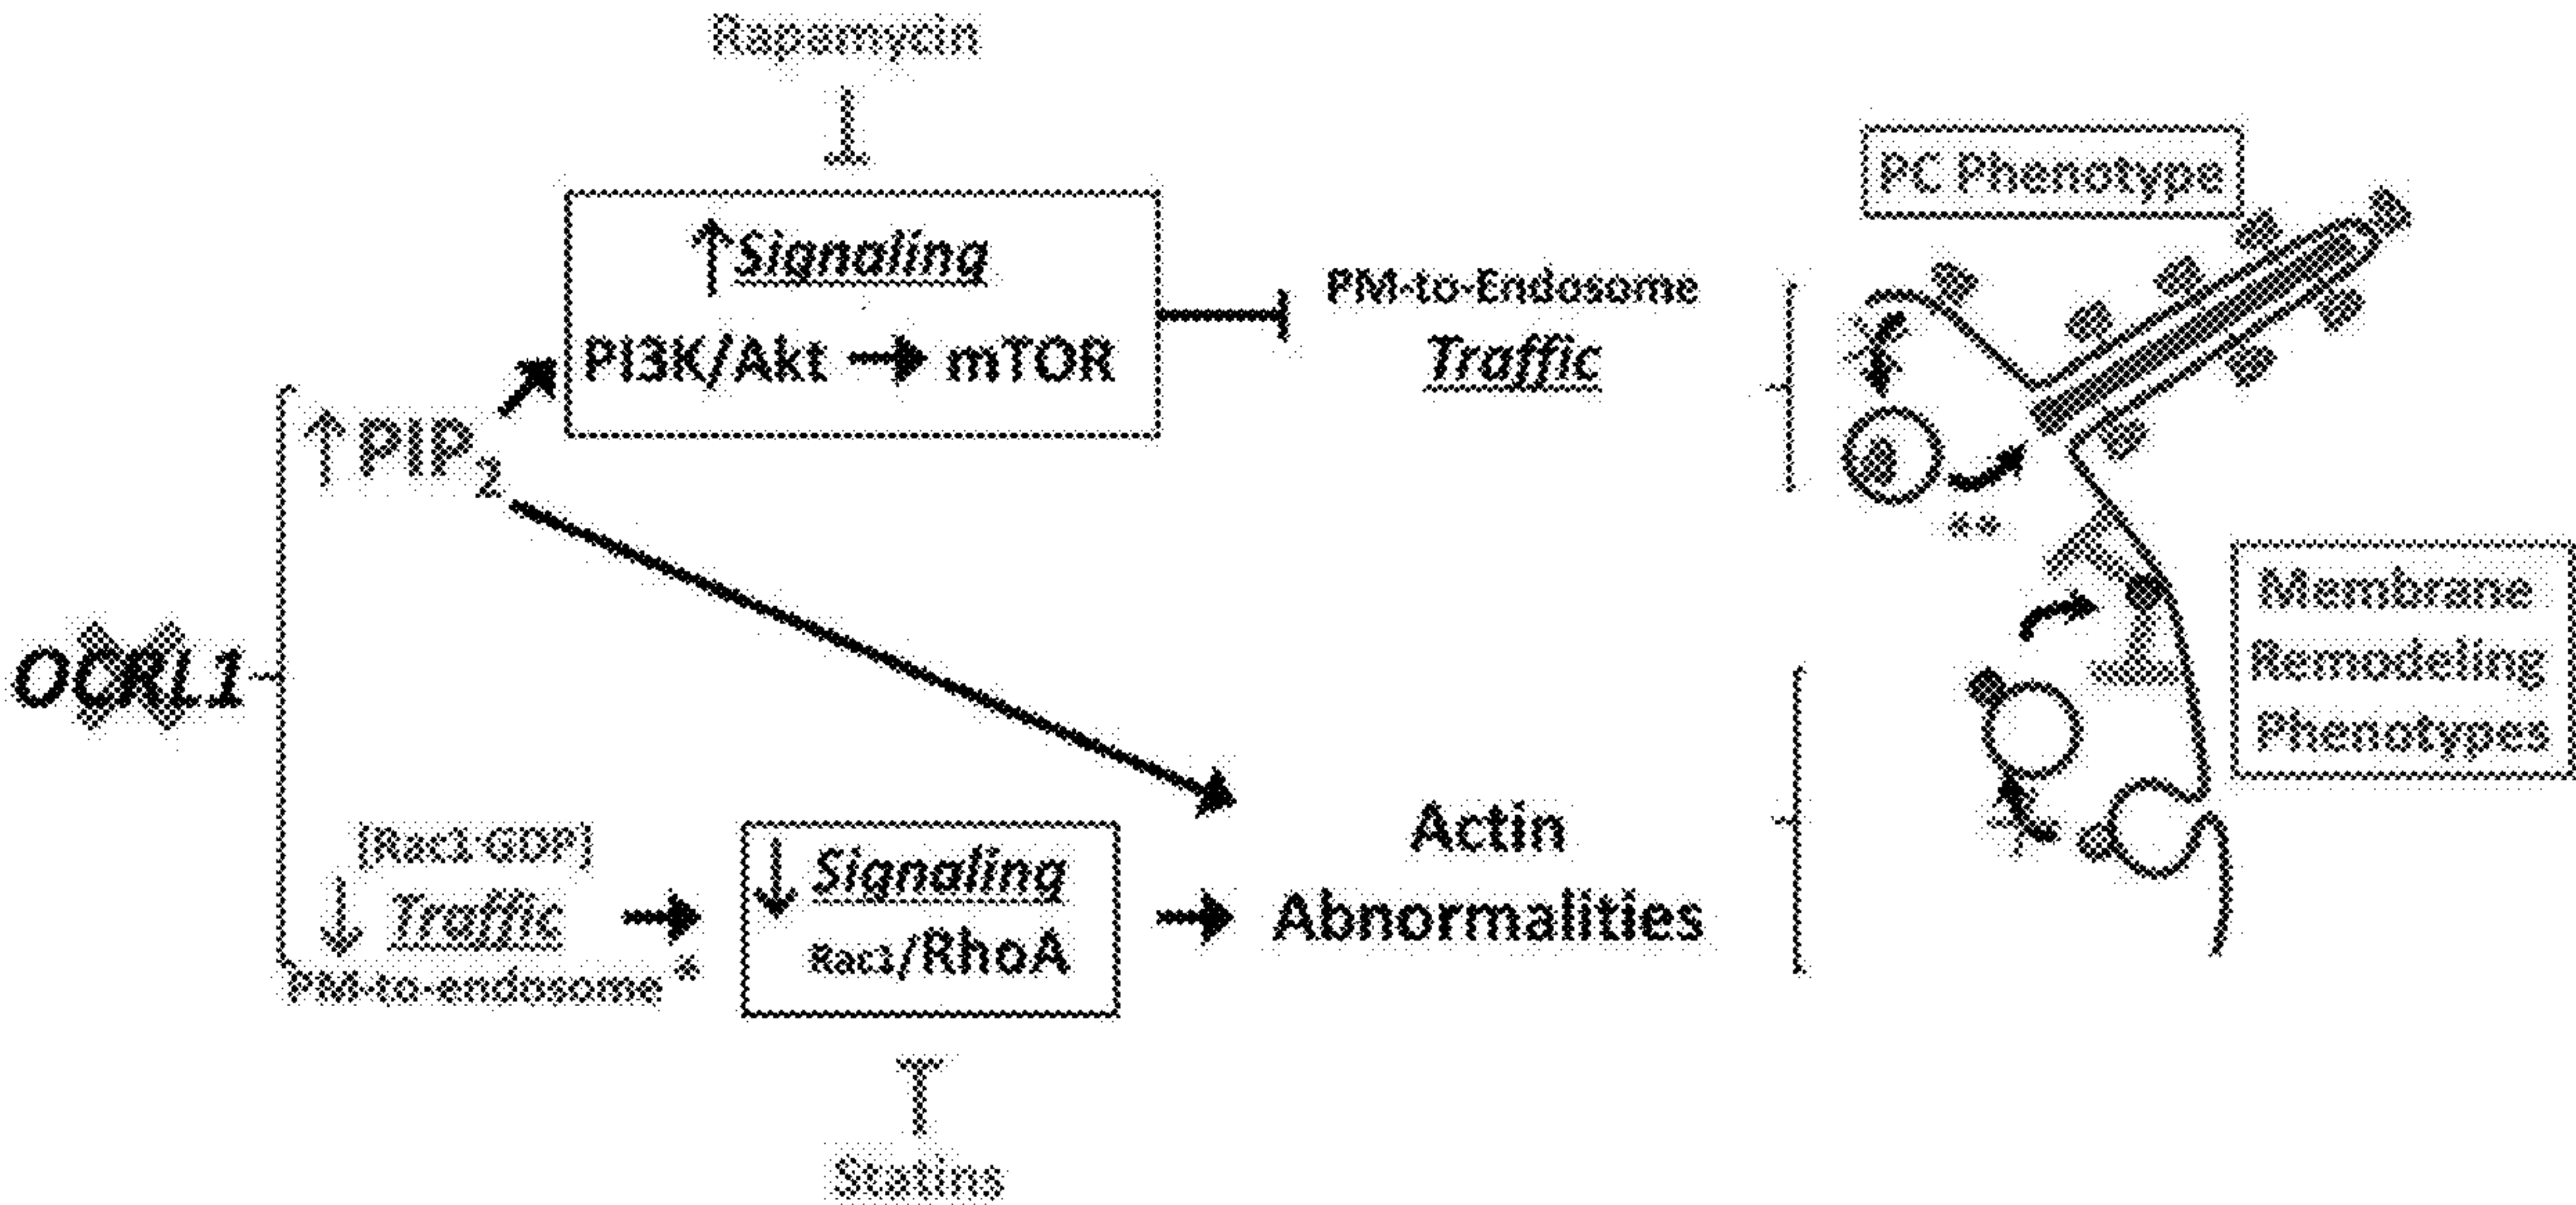 Rapamycin
PC Phenotype
↑ Signaling
PM-to-Endosome
PI3K/Akt → mTOR
Traffic
↑ PIP2
**
Membrane
Remodeling
Phenotypes
OCRL1
[Rac1·GDP]
↓ Traffic
PM-to-endosome *
↓ Signaling
Rac1/RhoA
Actin
Abnormalities
Statins